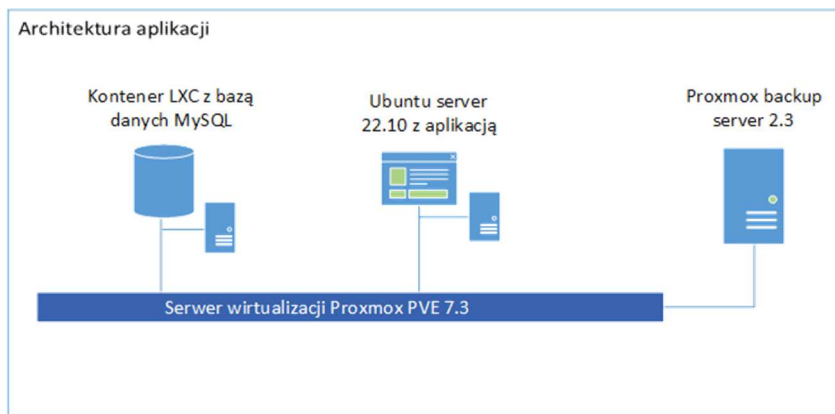 Architektura aplikacji
Kontener LXC z bazą
danych MySQL
Ubuntu server
22.10 z aplikacją
Proxmox backup
server 2.3
Serwer wirtualizacji Proxmox PVE 7.3